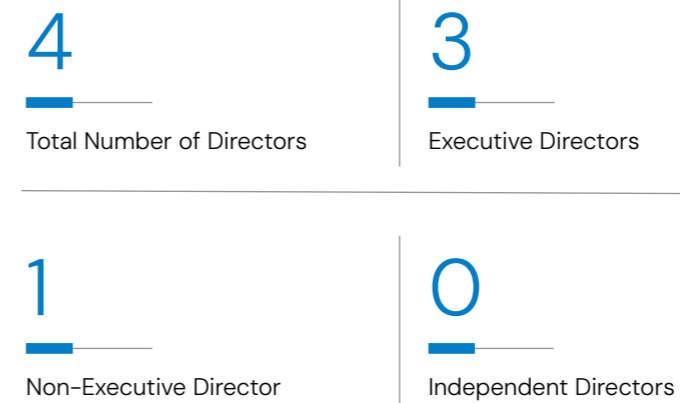 4
Total Number of Directors
3
Executive Directors
1
Non-Executive Director
0
Independent Directors